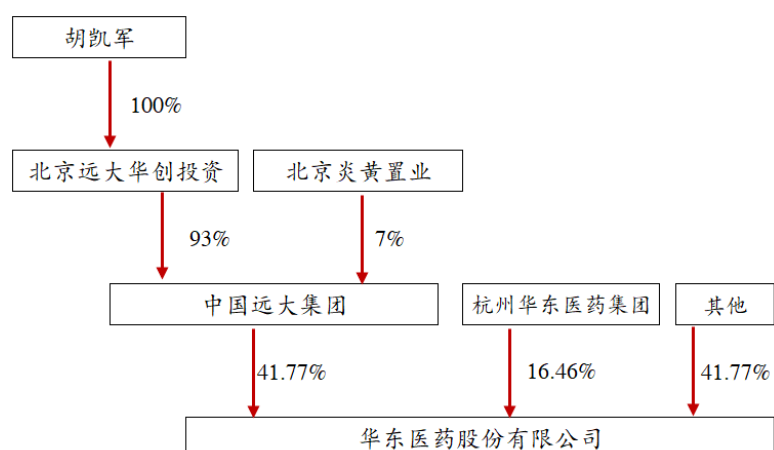 胡凯军
100%
北京远大华创投资
北京炎黄置业
93%
7%
中国远大集团
杭州华东医药集团
其他
41.77%
16.46%
41.77%
华东医药股份有限公司